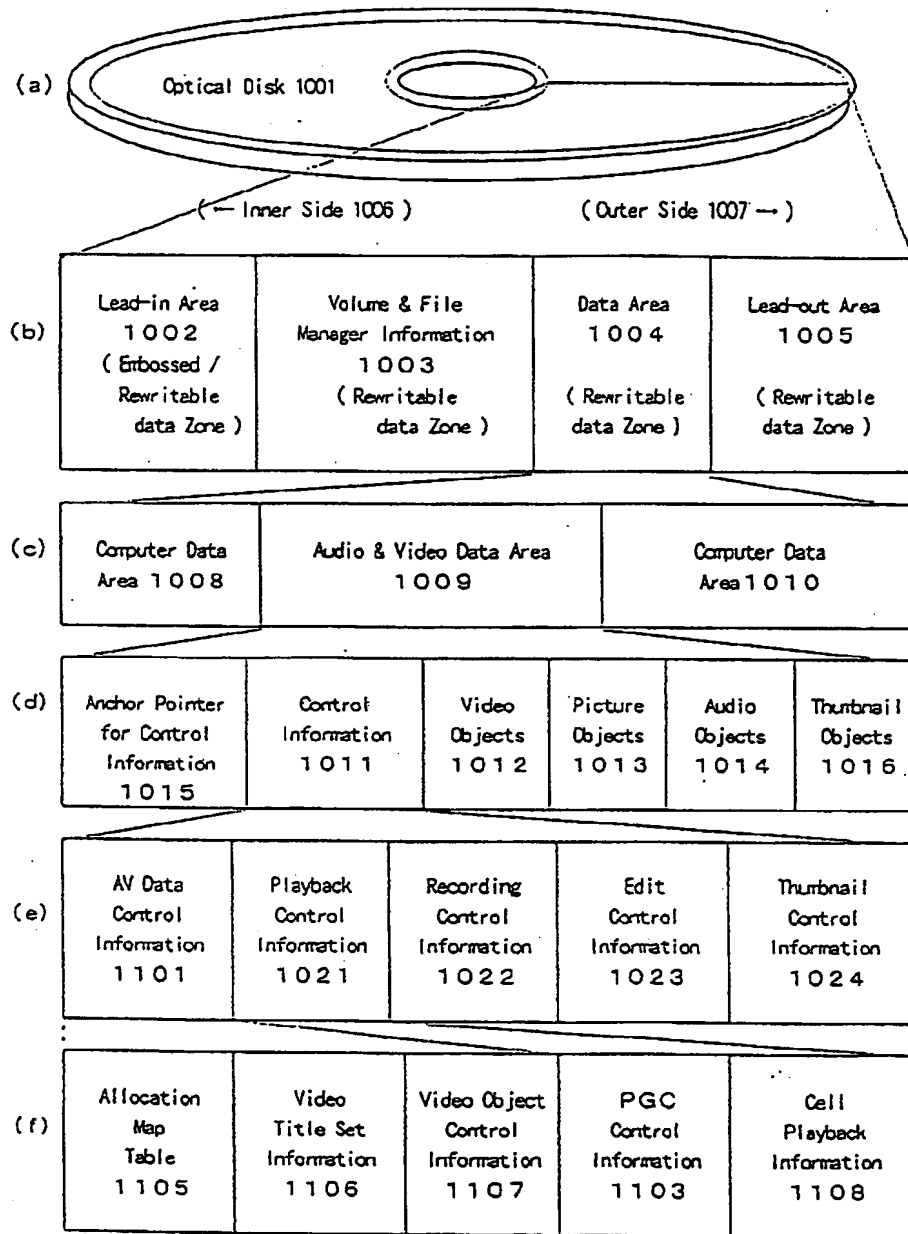 (a)
Optical Disk 1001
( ← Inner Side 1006 )
( Outer Side 1007 → )
(b)
Lead-in Area
1002
( Embossed /
Rewritable
data Zone )
Volume & File
Manager Information
1003
( Rewritable
data Zone )
Data Area
1004
( Rewritable
data Zone )
Lead-out Area
1005
( Rewritable
data Zone )
(c)
Computer Data
Area 1008
Audio & Video Data Area
1009
Computer Data
Area 1010
(d)
Anchor Pointer
for Control
Information
1015
Control
Information
1011
Video
Objects
1012
Picture
Objects
1013
Audio
Objects
1014
Thumbnail
Objects
1016
(e)
AV Data
Control
Information
1101
Playback
Control
Information
1021
Recording
Control
Information
1022
Edit
Control
Information
1023
Thumbnail
Control
Information
1024
(f)
Allocation
Map
Table
1105
Video
Title Set
Information
1106
Video Object
Control
Information
1107
PGC
Control
Information
1103
Cell
Playback
Information
1108